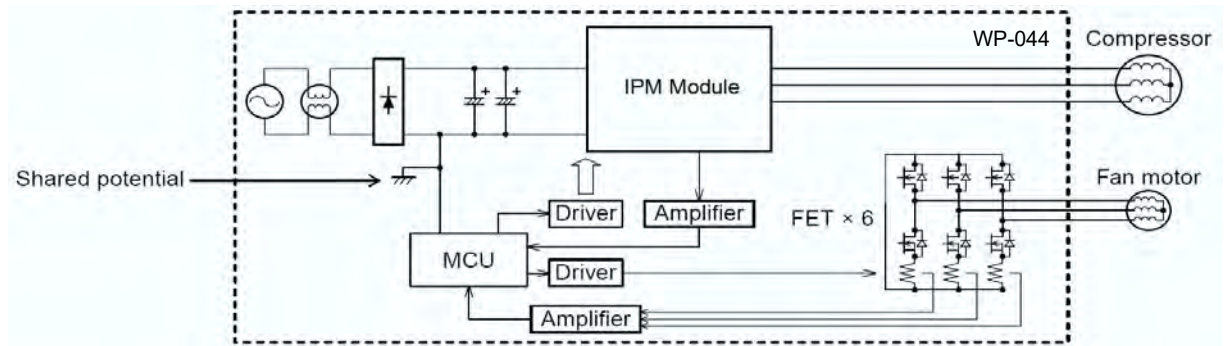 WP-044
Compressor
IPM Module
Shared potential
Fan motor
Driver
Amplifier
FET × 6
MCU
Driver
Amplifier